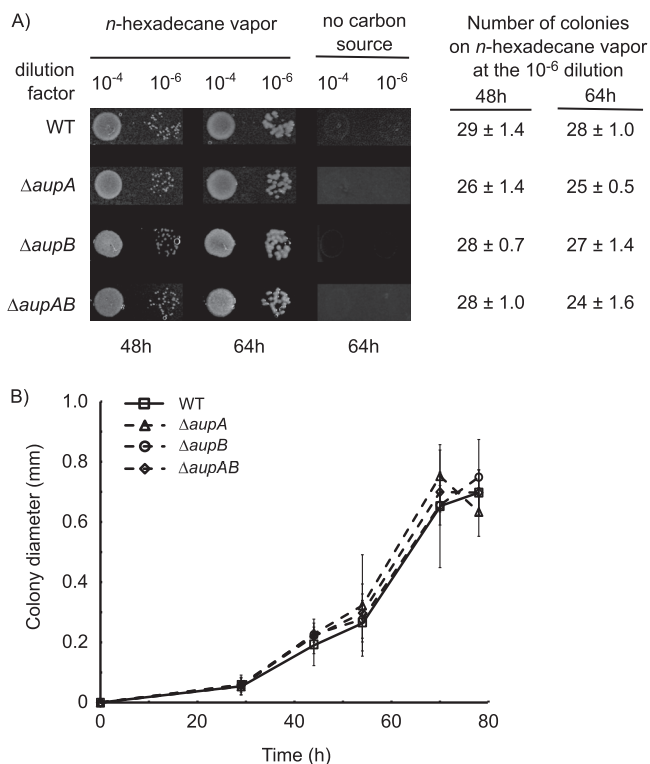 A)
n-hexadecane vapor
no carbon
source
Number of colonies
on n-hexadecane vapor
at the 10-6 dilution
dilution
factor
10-4 10-6 10-4 10-6 10-4 10-6
48h 64h
WT 29 ± 1.4 28 ± 1.0
ΔaupA 26 ± 1.4 25 ± 0.5
ΔaupB 28 ± 0.7 27 ± 1.4
ΔaupAB 28 ± 1.0 24 ± 1.6
48h 64h 64h
B)
WT
ΔaupA
ΔaupB
ΔaupAB
Colony diameter (mm)
1.0
0.8
0.6
0.4
0.2
0
0 20 40 60 80
Time (h)